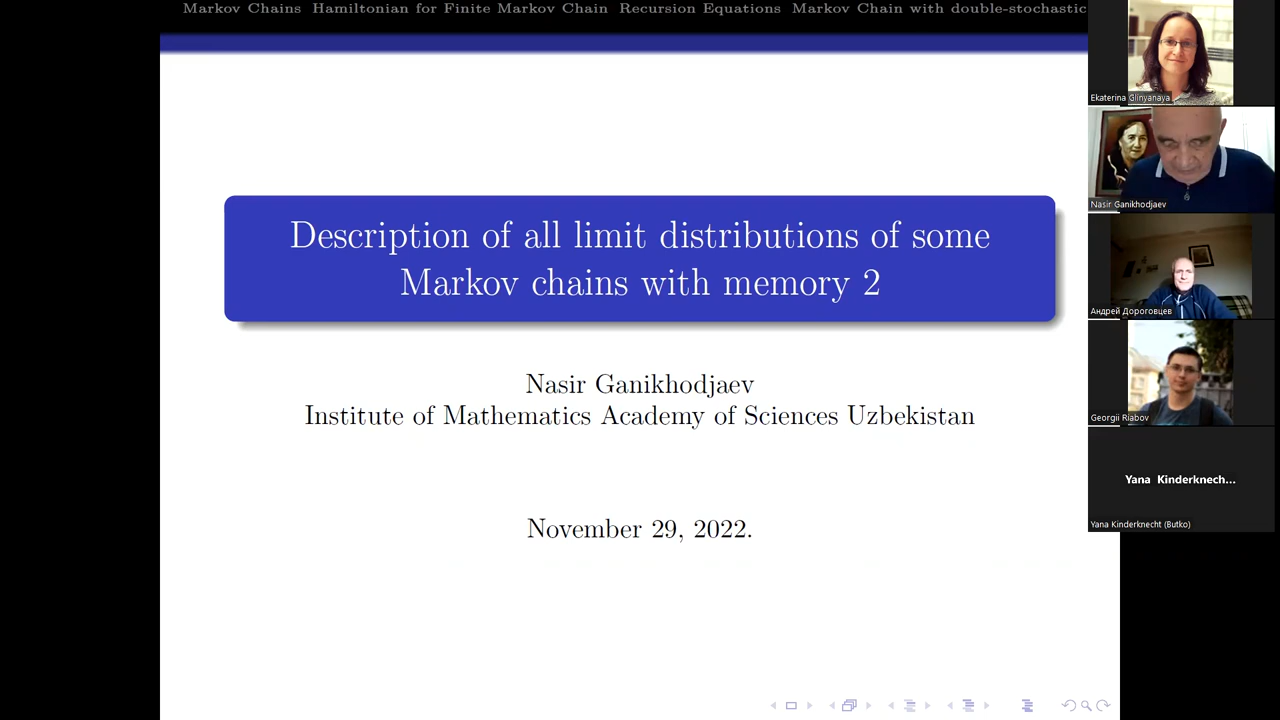 Markov Chains Hamiltonian for Finite Markov Chain Recursion Equations Markov Chain with double-stochastic
Description of all limit distributions of some
Markov chains with memory 2
Nasir Ganikhodjaev
Institute of Mathematics Academy of Sciences Uzbekistan
November 29, 2022.
Ekaterina Glinyanaya
Nasir Ganikhodjaev
Андрей Дороговцев
Georgii Riabov
Yana Kinderknech...
Yana Kinderknecht (Butko)